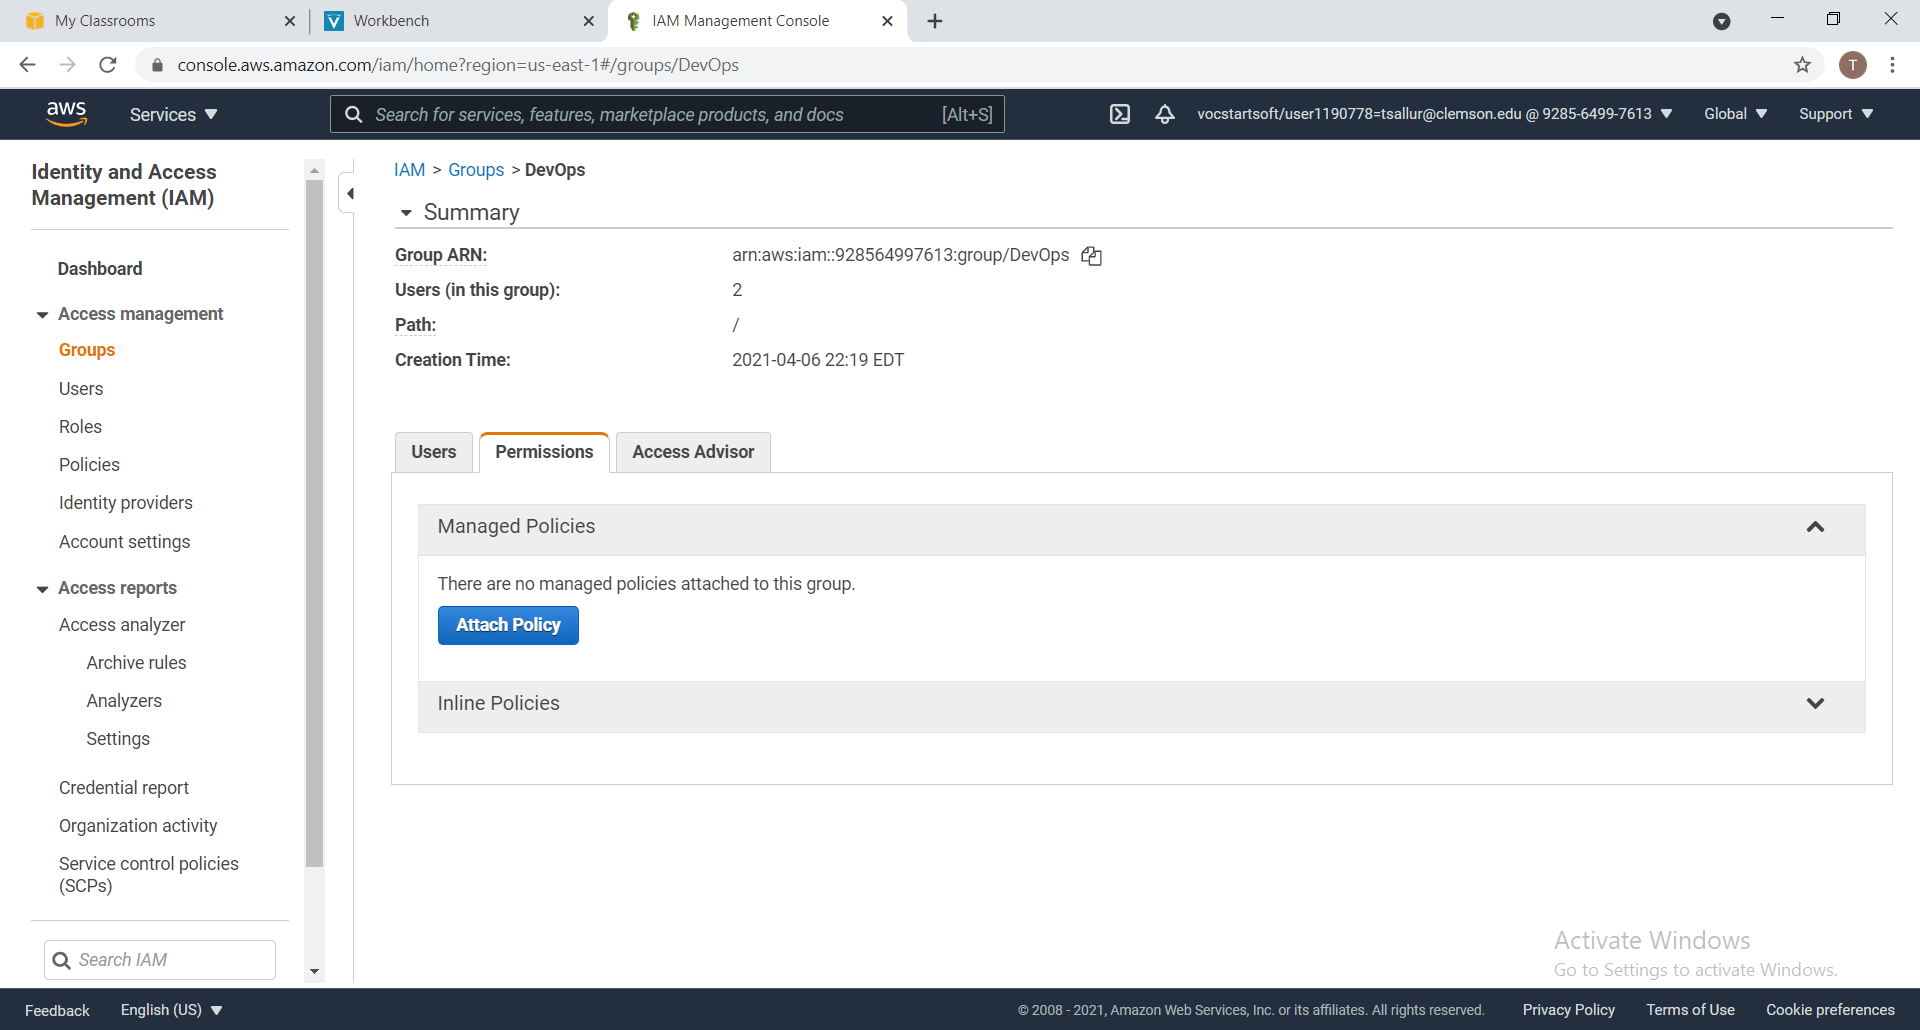 My Classrooms
Workbench
IAM Management Console
console.aws.amazon.com/iam/home?region=us-east-1#/groups/DevOps
T
aws
Services
Search for services, features, marketplace products, and docs
[Alt+S]
vocstartsoft/user1190778=tsallur@clemson.edu @ 9285-6499-7613
Global
Support
Identity and Access
Management (IAM)
Dashboard
Access management
Groups
Users
Roles
Policies
Identity providers
Account settings
Access reports
Access analyzer
Archive rules
Analyzers
Settings
Credential report
Organization activity
Service control policies
(SCPs)
Search IAM
IAM > Groups > DevOps
Summary
Group ARN: arn:aws:iam::928564997613:group/DevOps
Users (in this group): 2
Path: /
Creation Time: 2021-04-06 22:19 EDT
Users
Permissions
Access Advisor
Managed Policies
There are no managed policies attached to this group.
Attach Policy
Inline Policies
Activate Windows
Go to Settings to activate Windows.
Feedback
English (US)
© 2008 - 2021, Amazon Web Services, Inc. or its affiliates. All rights reserved.
Privacy Policy
Terms of Use
Cookie preferences